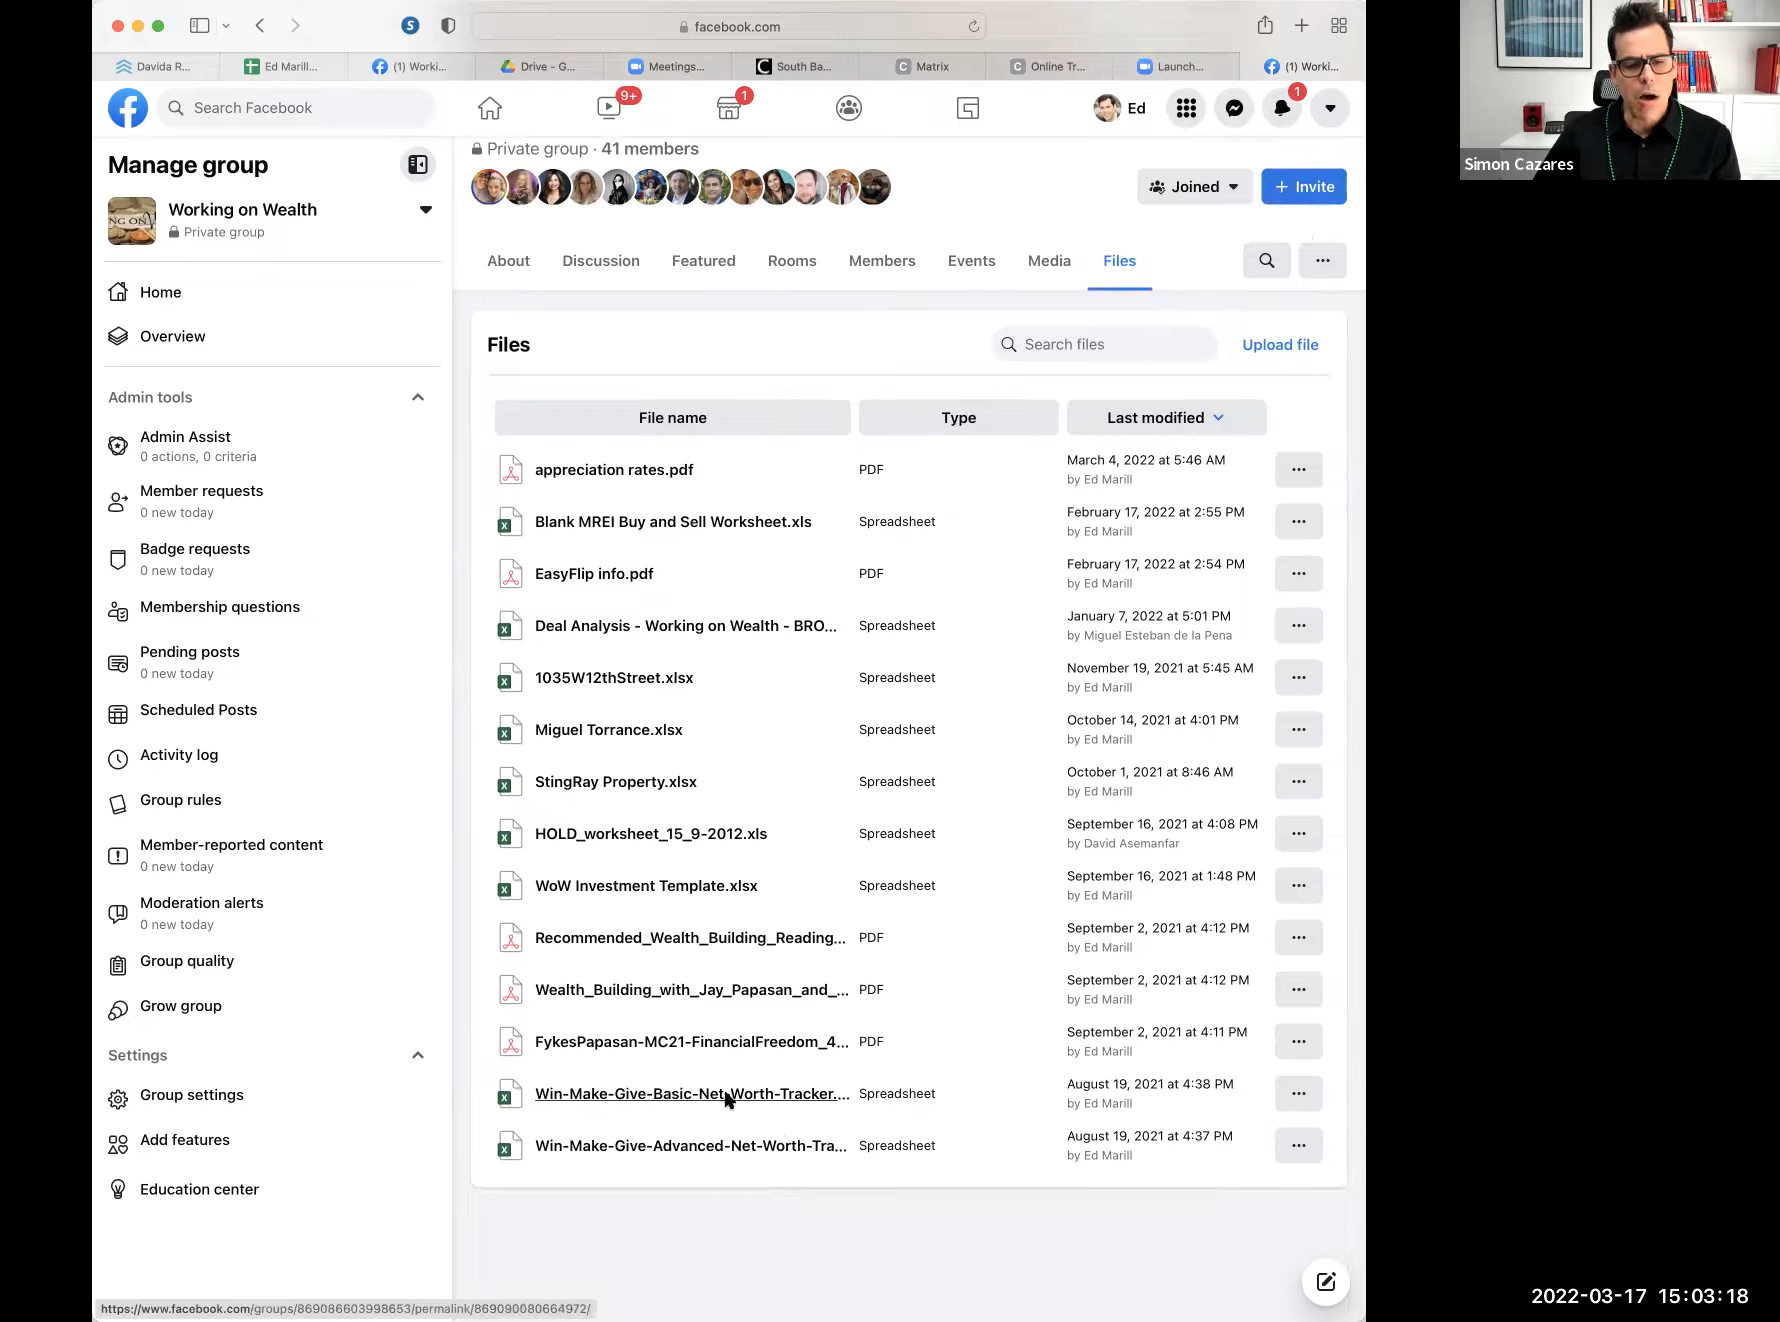 facebook.com
Davida R...
Ed Marill...
(1) Worki...
Drive - G...
Meetings...
South Ba...
Matrix
Online Tr...
Launch...
(1) Worki...
Search Facebook
9+
1
Ed
1
Manage group
Working on Wealth
Private group
Home
Overview
Admin tools
Admin Assist
0 actions, 0 criteria
Member requests
0 new today
Badge requests
0 new today
Membership questions
Pending posts
0 new today
Scheduled Posts
Activity log
Group rules
Member-reported content
0 new today
Moderation alerts
0 new today
Group quality
Grow group
Settings
Group settings
Add features
Education center
https://www.facebook.com/groups/869086603998653/permalink/869090080664972/
Private group · 41 members
Joined
+ Invite
About Discussion Featured Rooms Members Events Media Files
Files
Search files
Upload file
File name Type Last modified
appreciation rates.pdf PDF March 4, 2022 at 5:46 AM
by Ed Marill
Blank MREI Buy and Sell Worksheet.xls Spreadsheet February 17, 2022 at 2:55 PM
by Ed Marill
EasyFlip info.pdf PDF February 17, 2022 at 2:54 PM
by Ed Marill
Deal Analysis - Working on Wealth - BRO... Spreadsheet January 7, 2022 at 5:01 PM
by Miguel Esteban de la Pena
1035W12thStreet.xlsx Spreadsheet November 19, 2021 at 5:45 AM
by Ed Marill
Miguel Torrance.xlsx Spreadsheet October 14, 2021 at 4:01 PM
by Ed Marill
StingRay Property.xlsx Spreadsheet October 1, 2021 at 8:46 AM
by Ed Marill
HOLD_worksheet_15_9-2012.xls Spreadsheet September 16, 2021 at 4:08 PM
by David Asemanfar
WoW Investment Template.xlsx Spreadsheet September 16, 2021 at 1:48 PM
by Ed Marill
Recommended_Wealth_Building_Reading... PDF September 2, 2021 at 4:12 PM
by Ed Marill
Wealth_Building_with_Jay_Papasan_and_... PDF September 2, 2021 at 4:12 PM
by Ed Marill
FykesPapasan-MC21-FinancialFreedom_4... PDF September 2, 2021 at 4:11 PM
by Ed Marill
Win-Make-Give-Basic-Net-Worth-Tracker.... Spreadsheet August 19, 2021 at 4:38 PM
by Ed Marill
Win-Make-Give-Advanced-Net-Worth-Tra... Spreadsheet August 19, 2021 at 4:37 PM
by Ed Marill
Simon Cazares
2022-03-17 15:03:18